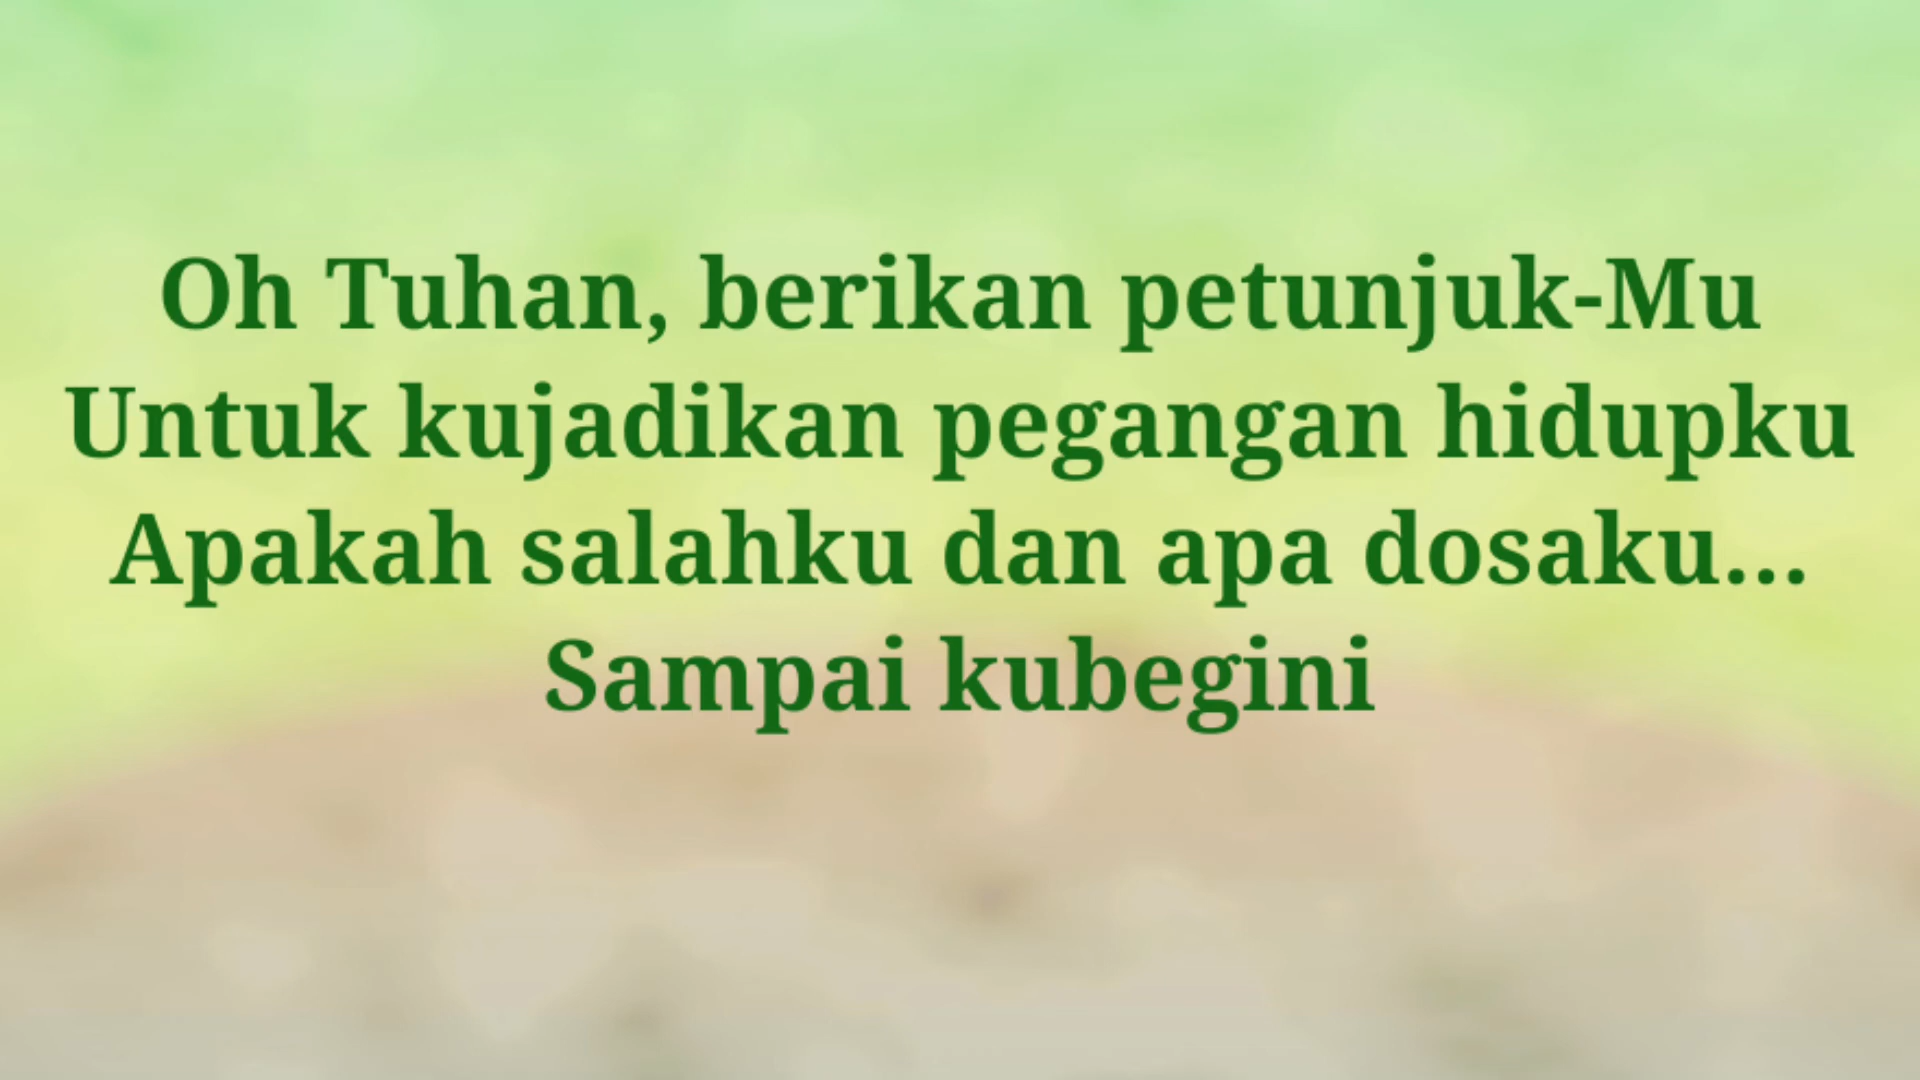 Oh Tuhan, berikan petunjuk-Mu
Untuk kujadikan pegangan hidupku
Apakah salahku dan apa dosaku...
Sampai kubegini